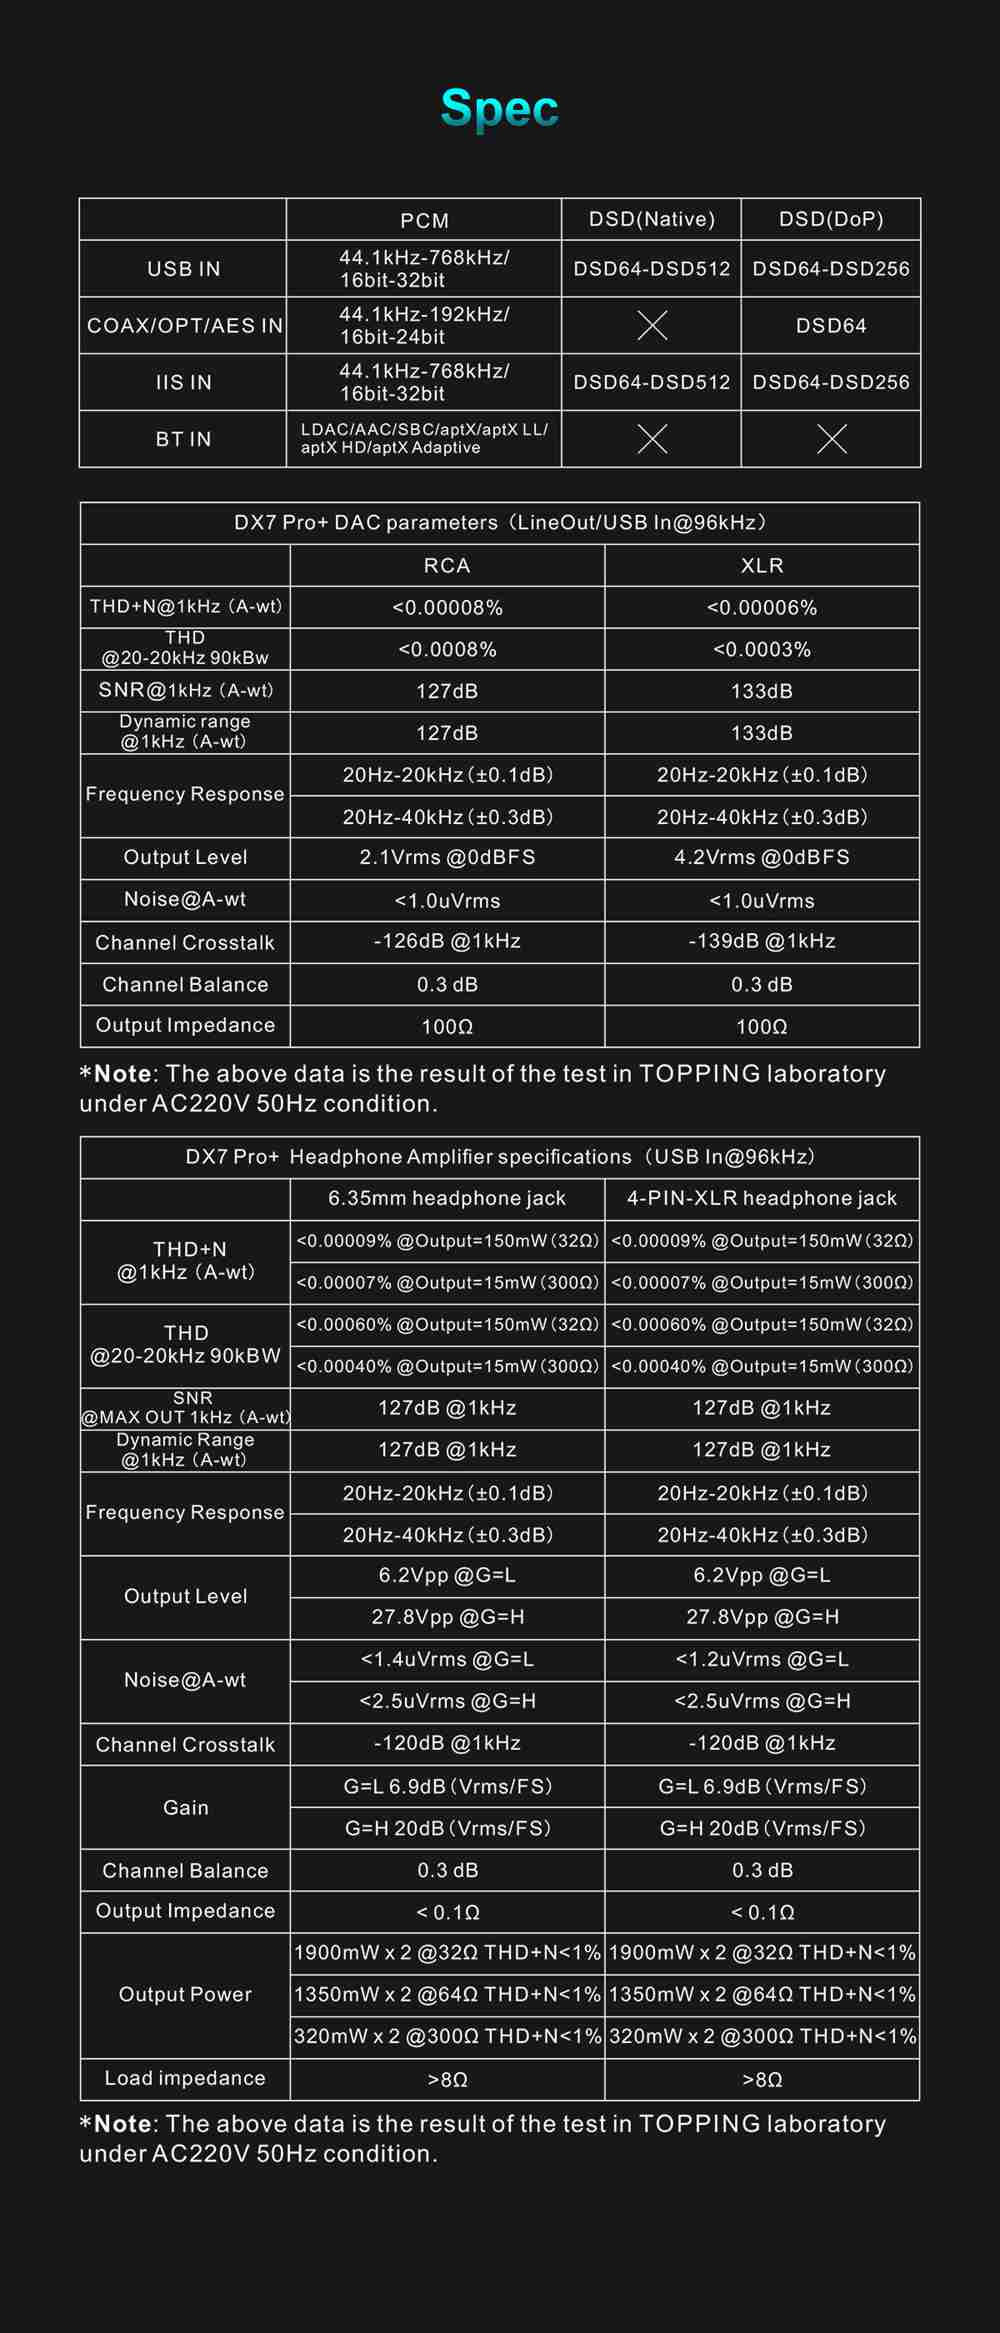 Spec
PCM DSD(Native) DSD(DoP)
USB IN 44.1kHz-768kHz/ DSD64-DSD512 DSD64-DSD256
16bit-32bit
COAX/OPT/AES IN 44.1kHz-192kHz/ DSD64
16bit-24bit
IIS IN 44.1kHz-768kHz/ DSD64-DSD512 DSD64-DSD256
16bit-32bit
BT IN LDAC/AAC/SBC/aptX/aptX LL/
aptX HD/aptX Adaptive
DX7 Pro+ DAC parameters（LineOut/USB In@96kHz）
RCA XLR
THD+N@1kHz（A-wt） <0.00008% <0.00006%
THD
@20-20kHz 90kBw <0.0008% <0.0003%
SNR@1kHz（A-wt） 127dB 133dB
Dynamic range
@1kHz（A-wt） 127dB 133dB
Frequency Response 20Hz-20kHz（±0.1dB） 20Hz-20kHz（±0.1dB）
20Hz-40kHz（±0.3dB） 20Hz-40kHz（±0.3dB）
Output Level 2.1Vrms @0dBFS 4.2Vrms @0dBFS
Noise@A-wt <1.0uVrms <1.0uVrms
Channel Crosstalk -126dB @1kHz -139dB @1kHz
Channel Balance 0.3 dB 0.3 dB
Output Impedance 100Ω 100Ω
*Note: The above data is the result of the test in TOPPING laboratory
under AC220V 50Hz condition.
DX7 Pro+ Headphone Amplifier specifications（USB In@96kHz）
6.35mm headphone jack 4-PIN-XLR headphone jack
THD+N
@1kHz（A-wt） <0.00009% @Output=150mW（32Ω） <0.00009% @Output=150mW（32Ω）
<0.00007% @Output=15mW（300Ω） <0.00007% @Output=15mW（300Ω）
THD
@20-20kHz 90kBW <0.00060% @Output=150mW（32Ω） <0.00060% @Output=150mW（32Ω）
<0.00040% @Output=15mW（300Ω） <0.00040% @Output=15mW（300Ω）
SNR
@MAX OUT 1kHz（A-wt） 127dB @1kHz 127dB @1kHz
Dynamic Range
@1kHz（A-wt） 127dB @1kHz 127dB @1kHz
Frequency Response 20Hz-20kHz（±0.1dB） 20Hz-20kHz（±0.1dB）
20Hz-40kHz（±0.3dB） 20Hz-40kHz（±0.3dB）
Output Level 6.2Vpp @G=L 6.2Vpp @G=L
27.8Vpp @G=H 27.8Vpp @G=H
Noise@A-wt <1.4uVrms @G=L <1.2uVrms @G=L
<2.5uVrms @G=H <2.5uVrms @G=H
Channel Crosstalk -120dB @1kHz -120dB @1kHz
Gain G=L 6.9dB（Vrms/FS） G=L 6.9dB（Vrms/FS）
G=H 20dB（Vrms/FS） G=H 20dB（Vrms/FS）
Channel Balance 0.3 dB 0.3 dB
Output Impedance < 0.1Ω < 0.1Ω
Output Power 1900mW x 2 @32Ω THD+N<1% 1900mW x 2 @32Ω THD+N<1%
1350mW x 2 @64Ω THD+N<1% 1350mW x 2 @64Ω THD+N<1%
320mW x 2 @300Ω THD+N<1% 320mW x 2 @300Ω THD+N<1%
Load impedance >8Ω >8Ω
*Note: The above data is the result of the test in TOPPING laboratory
under AC220V 50Hz condition.